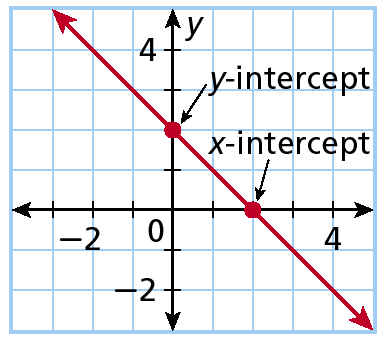 y
4
y-intercept
x-intercept
−2 0 4
−2